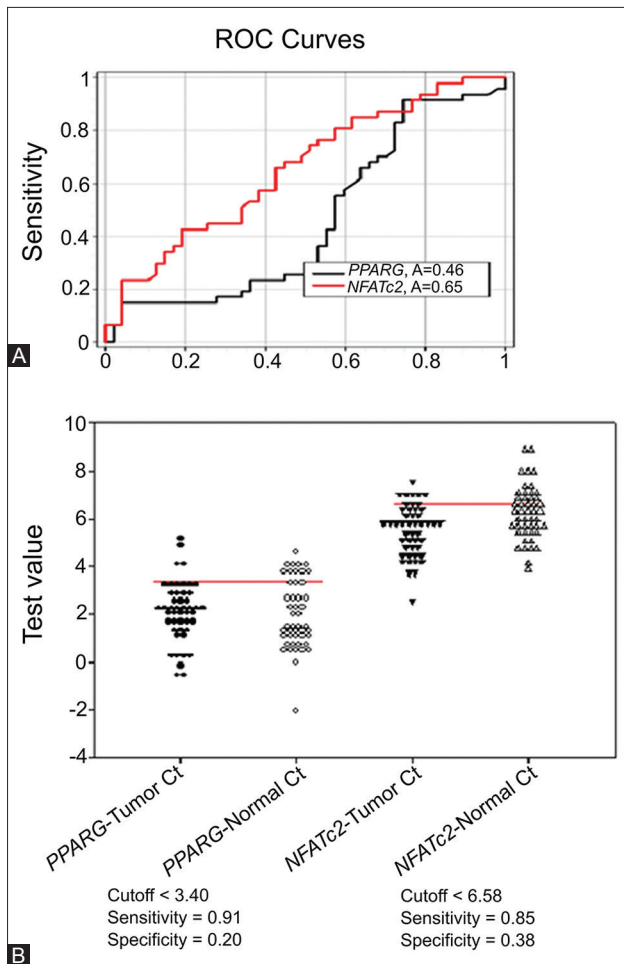 ROC Curves
1
0.8
0.6
0.4
0.2
0
Sensitivity
PPARG, A=0.46
NFATc2, A=0.65
0 0.2 0.4 0.6 0.8 1
A
10
8
6
4
2
0
-2
-4
Test value
PPARG-Tumor Ct
PPARG-Normal Ct
NFATc2-Tumor Ct
NFATc2-Normal Ct
Cutoff < 3.40
Sensitivity = 0.91
Specificity = 0.20
Cutoff < 6.58
Sensitivity = 0.85
Specificity = 0.38
B